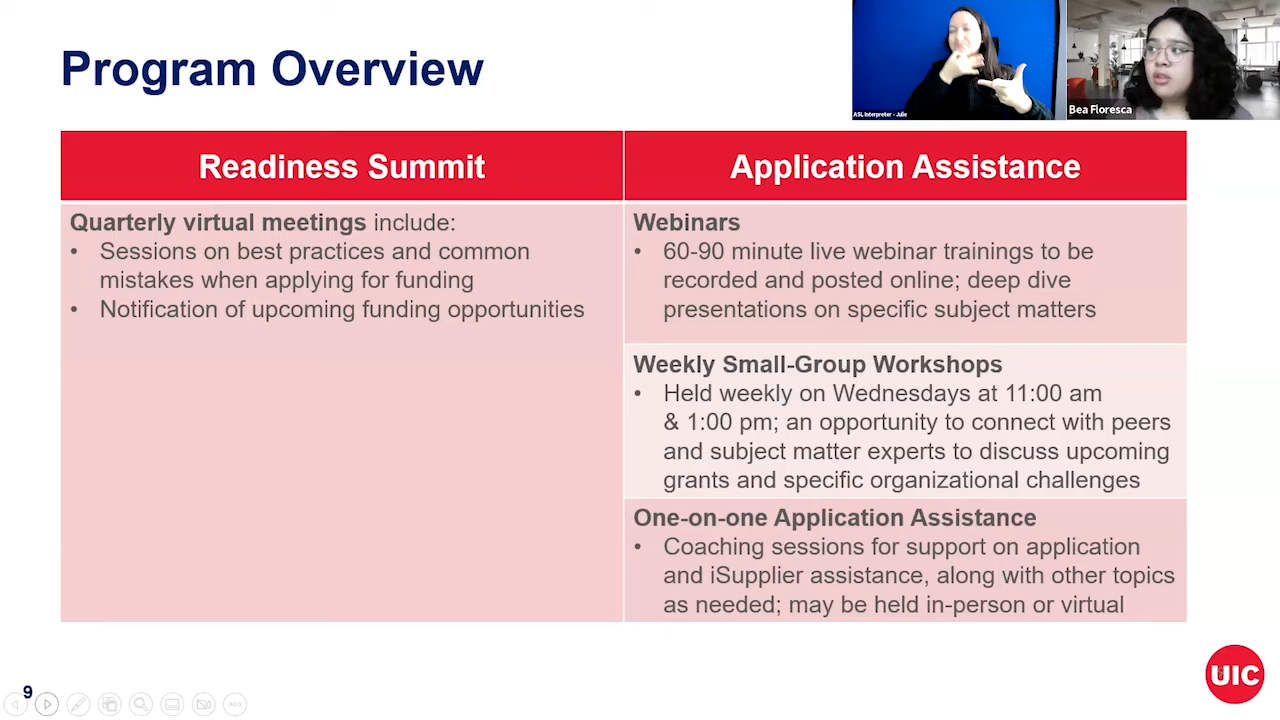 Program Overview
ASL Interpreter - Julie
Bea Floresca
Readiness Summit
Application Assistance
Quarterly virtual meetings include:
• Sessions on best practices and common
mistakes when applying for funding
• Notification of upcoming funding opportunities
Webinars
• 60-90 minute live webinar trainings to be
recorded and posted online; deep dive
presentations on specific subject matters
Weekly Small-Group Workshops
• Held weekly on Wednesdays at 11:00 am
& 1:00 pm; an opportunity to connect with peers
and subject matter experts to discuss upcoming
grants and specific organizational challenges
One-on-one Application Assistance
• Coaching sessions for support on application
and iSupplier assistance, along with other topics
as needed; may be held in-person or virtual
9
UIC